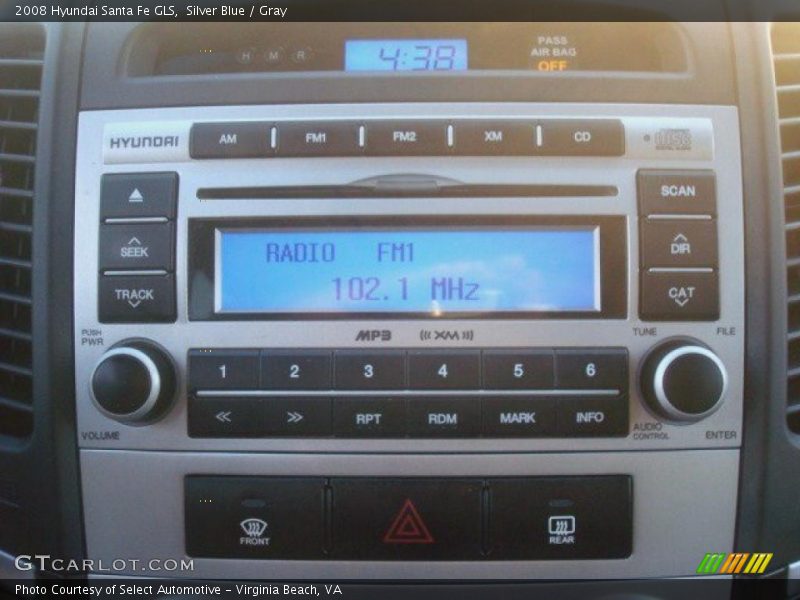 2008 Hyundai Santa Fe GLS, Silver Blue / Gray
H M R
4:38
PASS
AIR BAG
OFF
HYUNDAI
AM FM1 FM2 XM CD
DISC
SCAN
SEEK
DIR
TRACK
CAT
RADIO FM1
102.1 MHz
PUSH
PWR
MP3 XM
TUNE FILE
1 2 3 4 5 6
<< >> RPT RDM MARK INFO
VOLUME
AUDIO
CONTROL
ENTER
FRONT
REAR
GTCARLOT.COM
Photo Courtesy of Select Automotive - Virginia Beach, VA